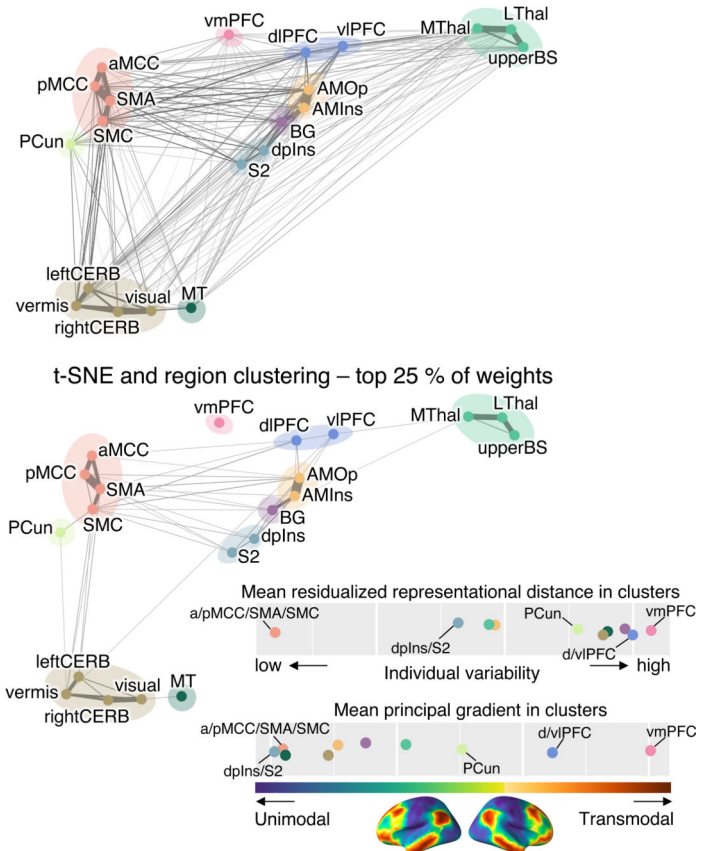 vmPFC
dlPFC
vlPFC
MThal
LThal
upperBS
aMCC
pMCC
SMA
SMC
PCun
AMOp
AMIns
BG
dpIns
S2
leftCERB
vermis
visual
MT
rightCERB
t-SNE and region clustering – top 25 % of weights
vmPFC
dlPFC
vlPFC
MThal
LThal
upperBS
aMCC
pMCC
SMA
SMC
PCun
AMOp
AMIns
BG
dpIns
S2
leftCERB
vermis
visual
MT
rightCERB
Mean residualized representational distance in clusters
a/pMCC/SMA/SMC
PCun
vmPFC
dpIns/S2
d/vlPFC
low
Individual variability
high
Mean principal gradient in clusters
a/pMCC/SMA/SMC
d/vlPFC
vmPFC
dpIns/S2
PCun
Unimodal
Transmodal